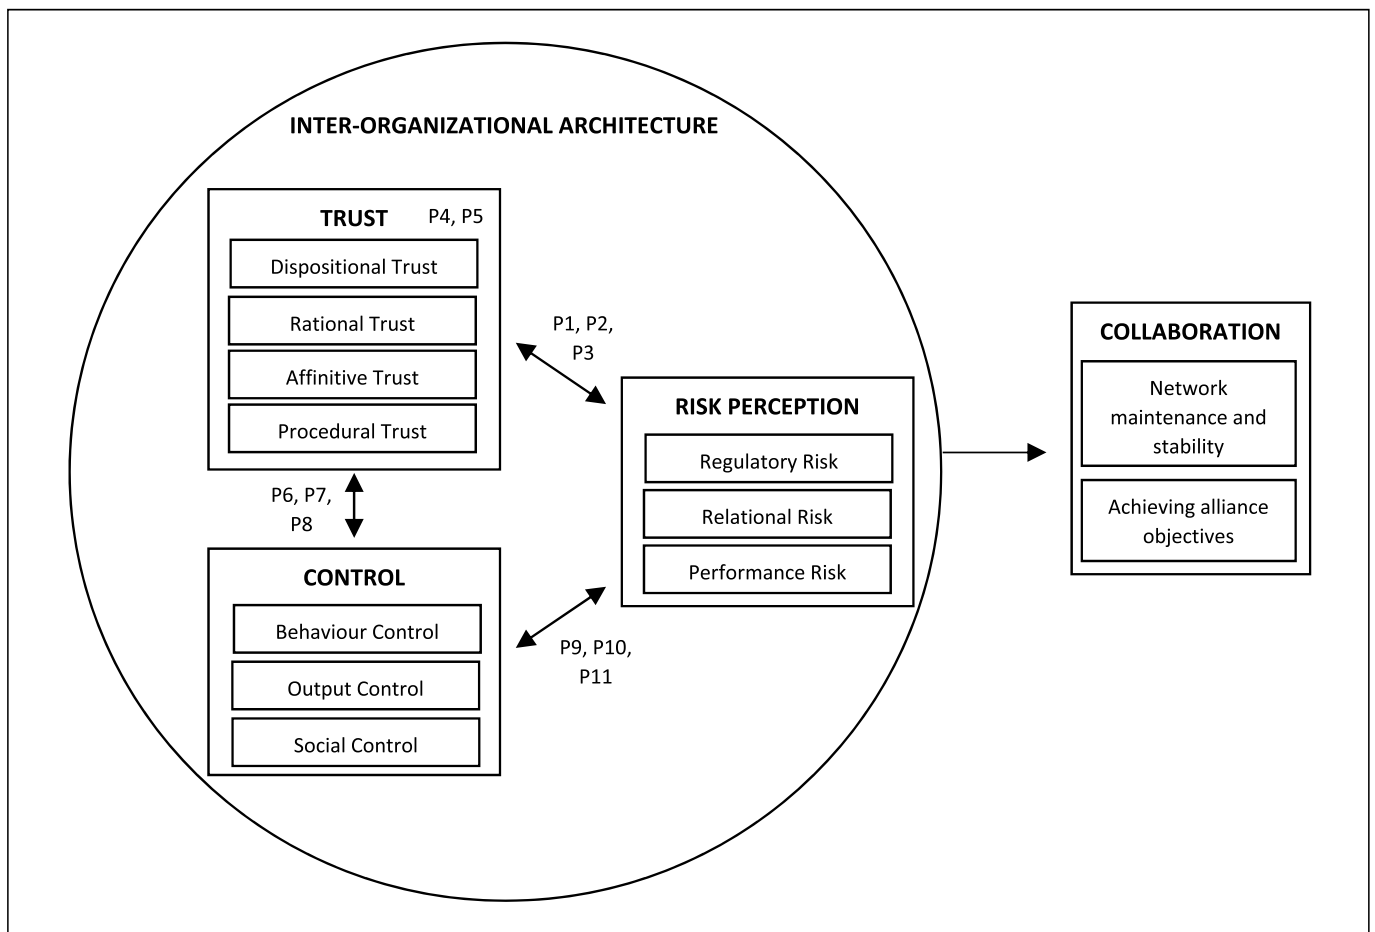 INTER-ORGANIZATIONAL ARCHITECTURE
TRUST
P4, P5
Dispositional Trust
Rational Trust
Affinitive Trust
Procedural Trust
P1, P2,
P3
P6, P7,
P8
CONTROL
Behaviour Control
Output Control
Social Control
P9, P10,
P11
RISK PERCEPTION
Regulatory Risk
Relational Risk
Performance Risk
COLLABORATION
Network
maintenance and
stability
Achieving alliance
objectives